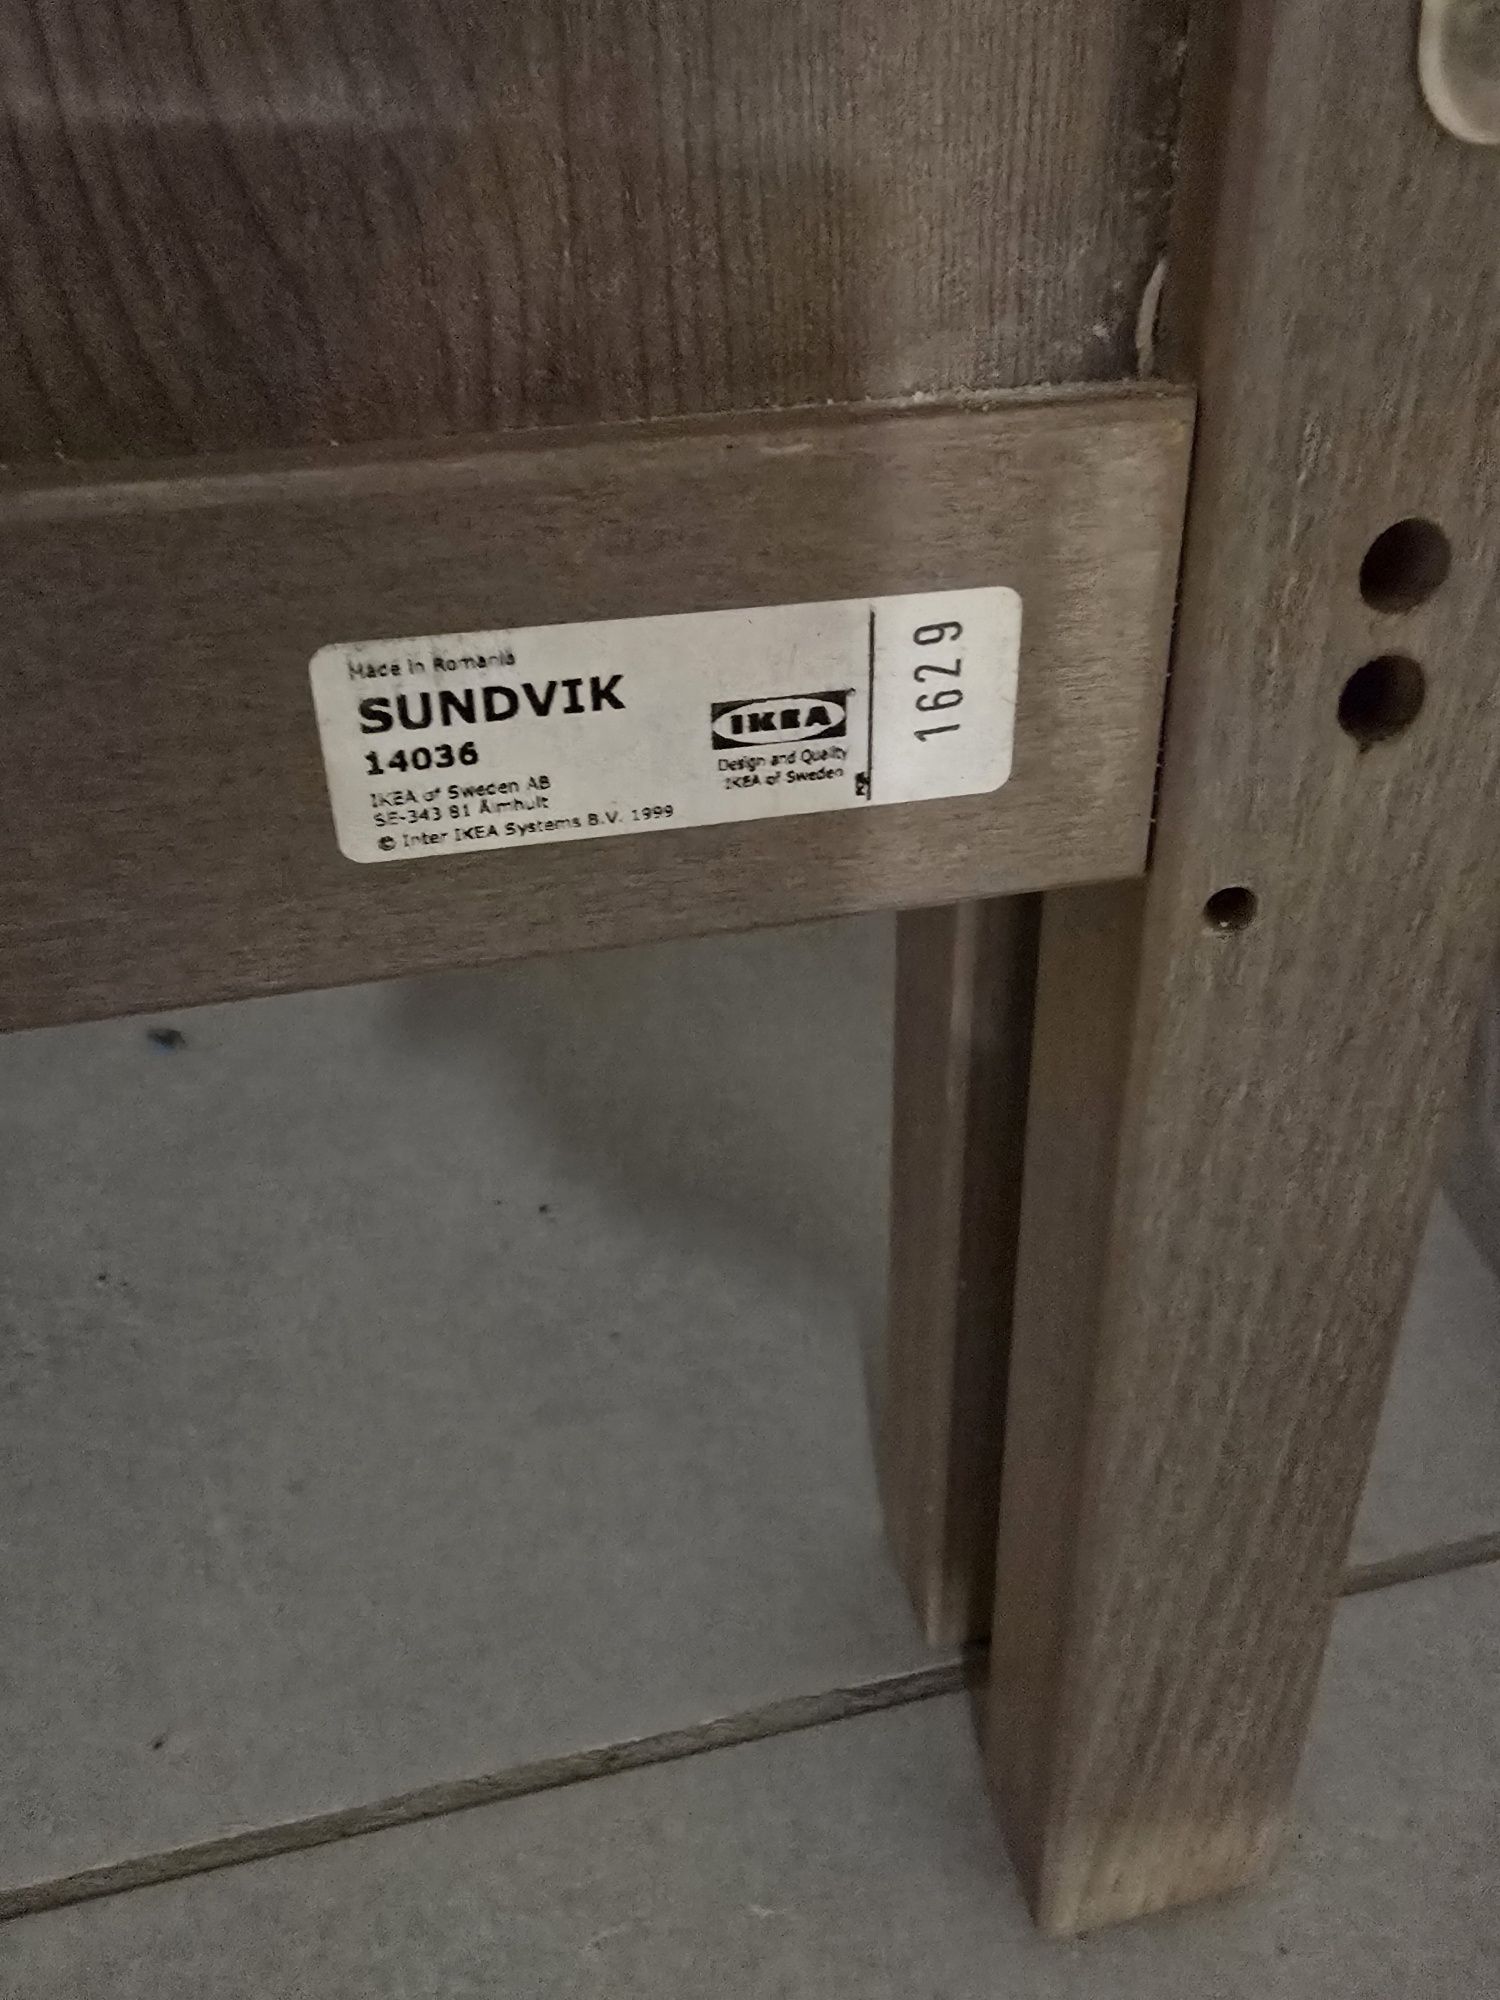 Made in Romania
SUNDVIK
14036
IKEA of Sweden AB
SE-343 81 Älmhult
© Inter IKEA Systems B.V. 1999
IKEA
Design and Quality
IKEA of Sweden
1629